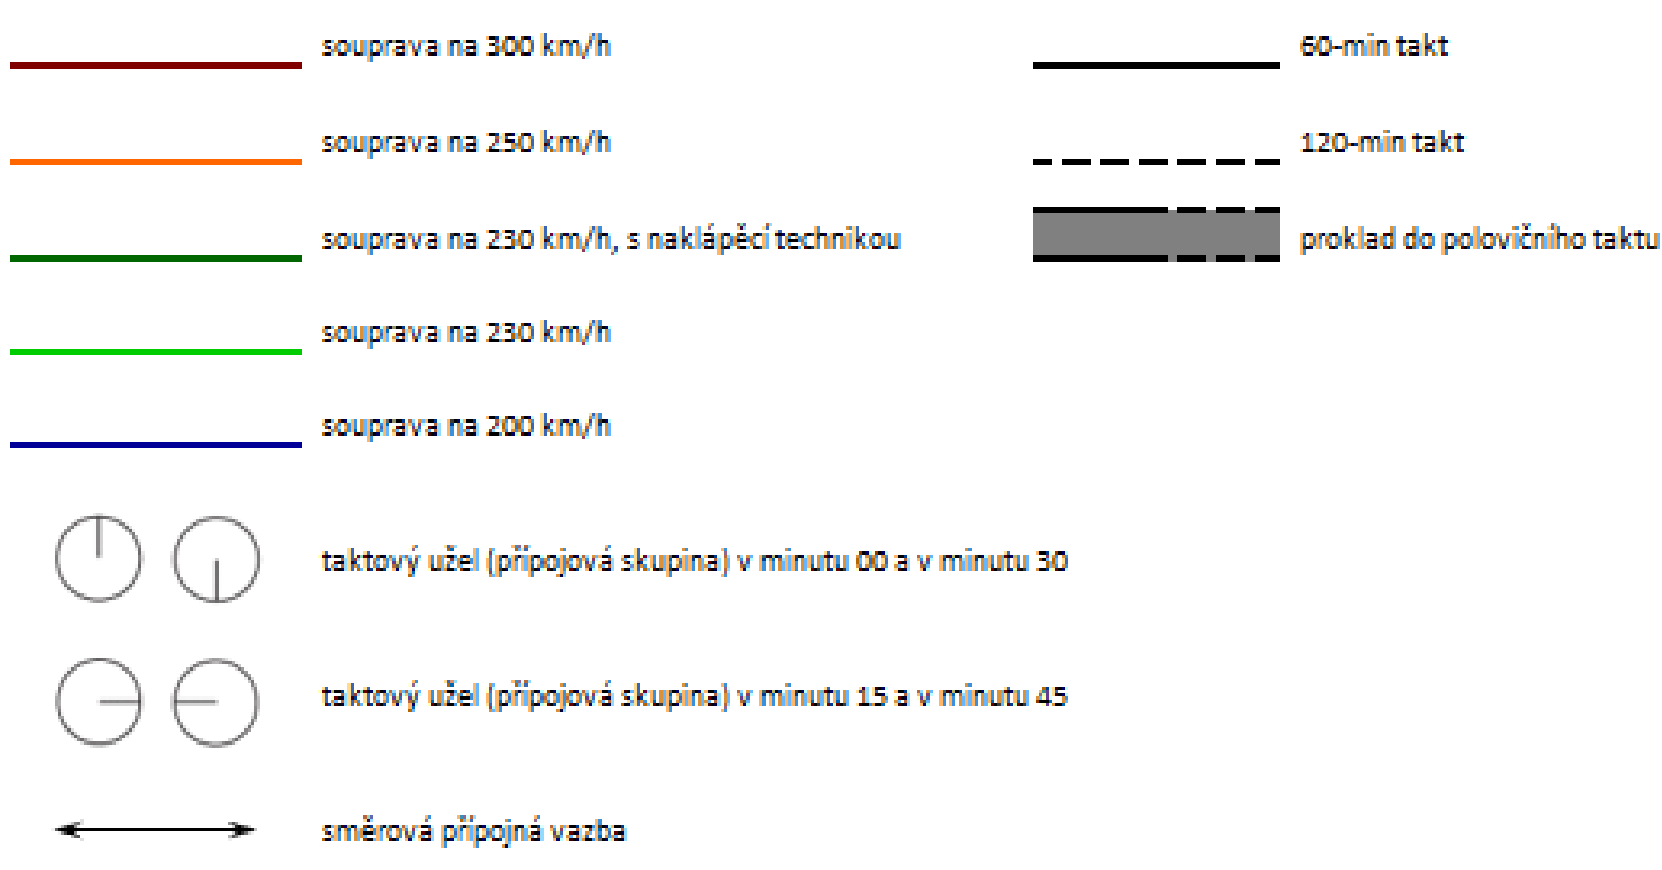 souprava na 300 km/h
souprava na 250 km/h
souprava na 230 km/h, s naklápěcí technikou
souprava na 230 km/h
souprava na 200 km/h
taktový užel (přípojová skupina) v minutu 00 a v minutu 30
taktový užel (přípojová skupina) v minutu 15 a v minutu 45
směrová přípojná vazba
60-min takt
120-min takt
proklad do polovičního taktu